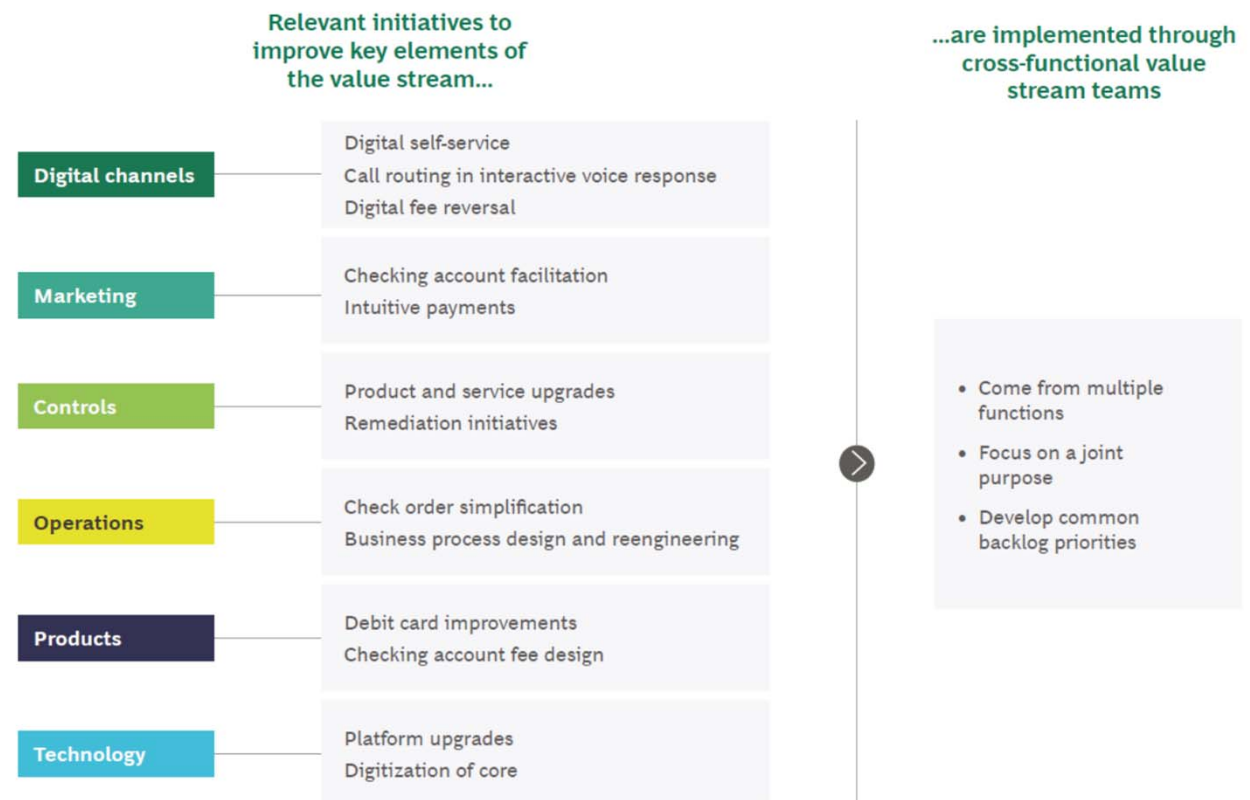 Relevant initiatives to
improve key elements of
the value stream...
...are implemented through
cross-functional value
stream teams
Digital channels
Digital self-service
Call routing in interactive voice response
Digital fee reversal
Marketing
Checking account facilitation
Intuitive payments
Controls
Product and service upgrades
Remediation initiatives
Operations
Check order simplification
Business process design and reengineering
Products
Debit card improvements
Checking account fee design
Technology
Platform upgrades
Digitization of core
• Come from multiple
functions
• Focus on a joint
purpose
• Develop common
backlog priorities